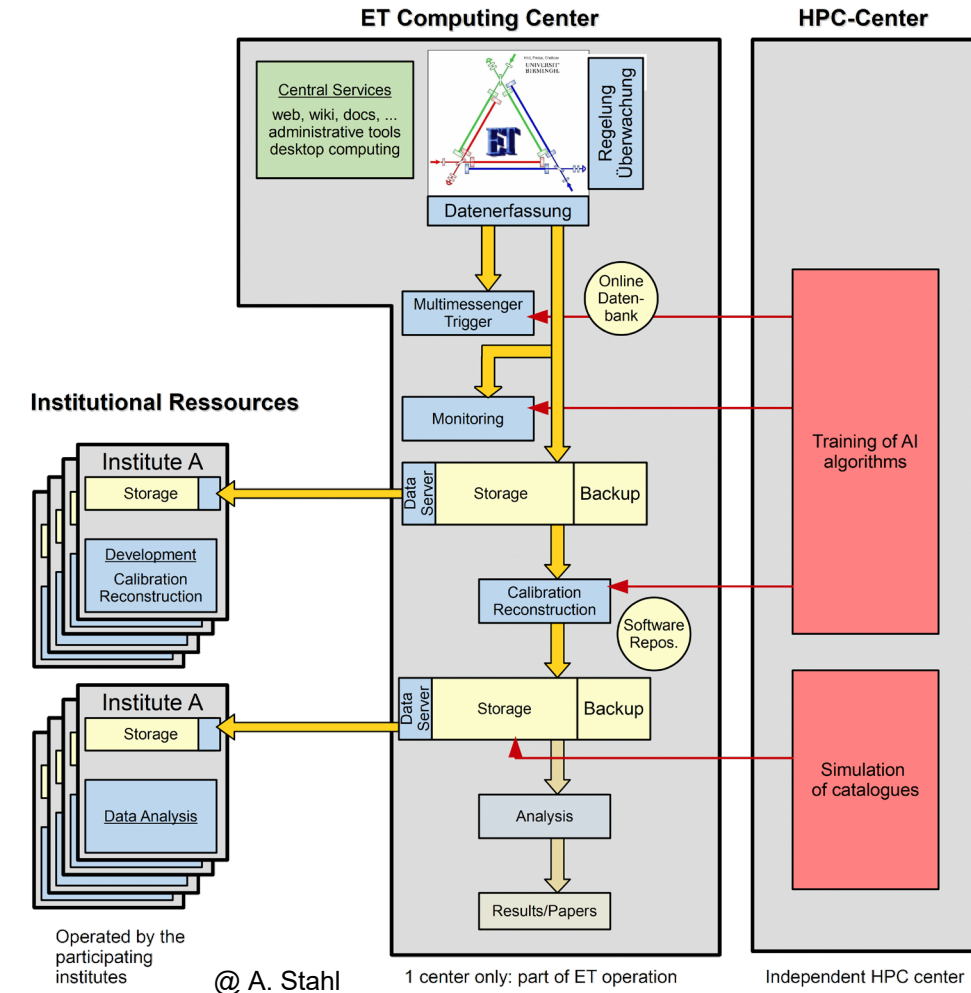 ET Computing Center
HPC-Center
Central Services
web, wiki, docs, ...
administrative tools
desktop computing
UNIVERSITY
BIRMINGH.
ET
Regelung
Überwachung
Datenerfassung
Multimessenger
Trigger
Online
Daten-
bank
Monitoring
Training of AI
algorithms
Institutional Ressources
Institute A
Storage
Development
Calibration
Reconstruction
Data
Server
Storage
Backup
Calibration
Reconstruction
Software
Repos.
Institute A
Storage
Data Analysis
Data
Server
Storage
Backup
Simulation
of catalogues
Analysis
Results/Papers
Operated by the
participating
institutes
@ A. Stahl
1 center only: part of ET operation
Independent HPC center